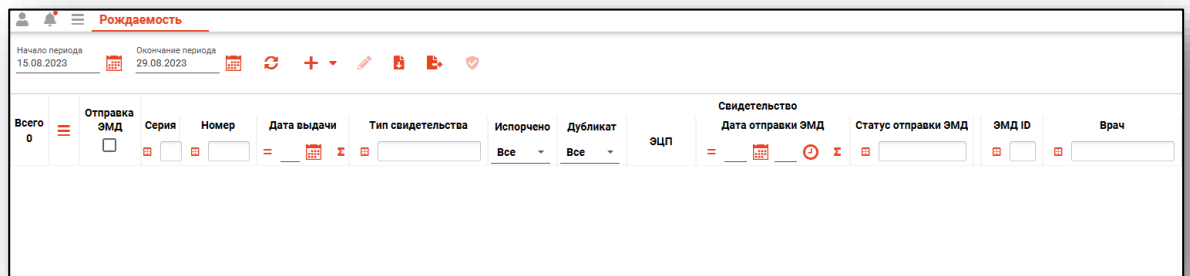 Рождаемость
Начало периода
Окончание периода
15.08.2023
29.08.2023
Свидетельство
Всего
0
Отправка
ЭМД
Серия
Номер
Дата выдачи
Тип свидетельства
Испорчено
Дубликат
ЭЦП
Дата отправки ЭМД
Статус отправки ЭМД
ЭМД ID
Врач
= Σ
Все
Все
= Σ